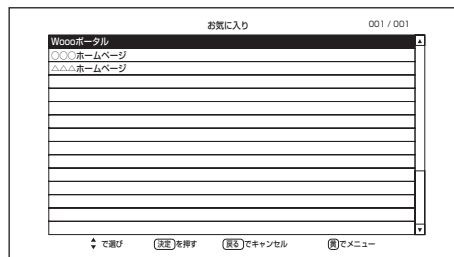 お気に入り 001/001
Woooポータル
○○○ホームページ
△△△ホームページ
で選び 決定を押す 戻るでキャンセル 黄でメニュー